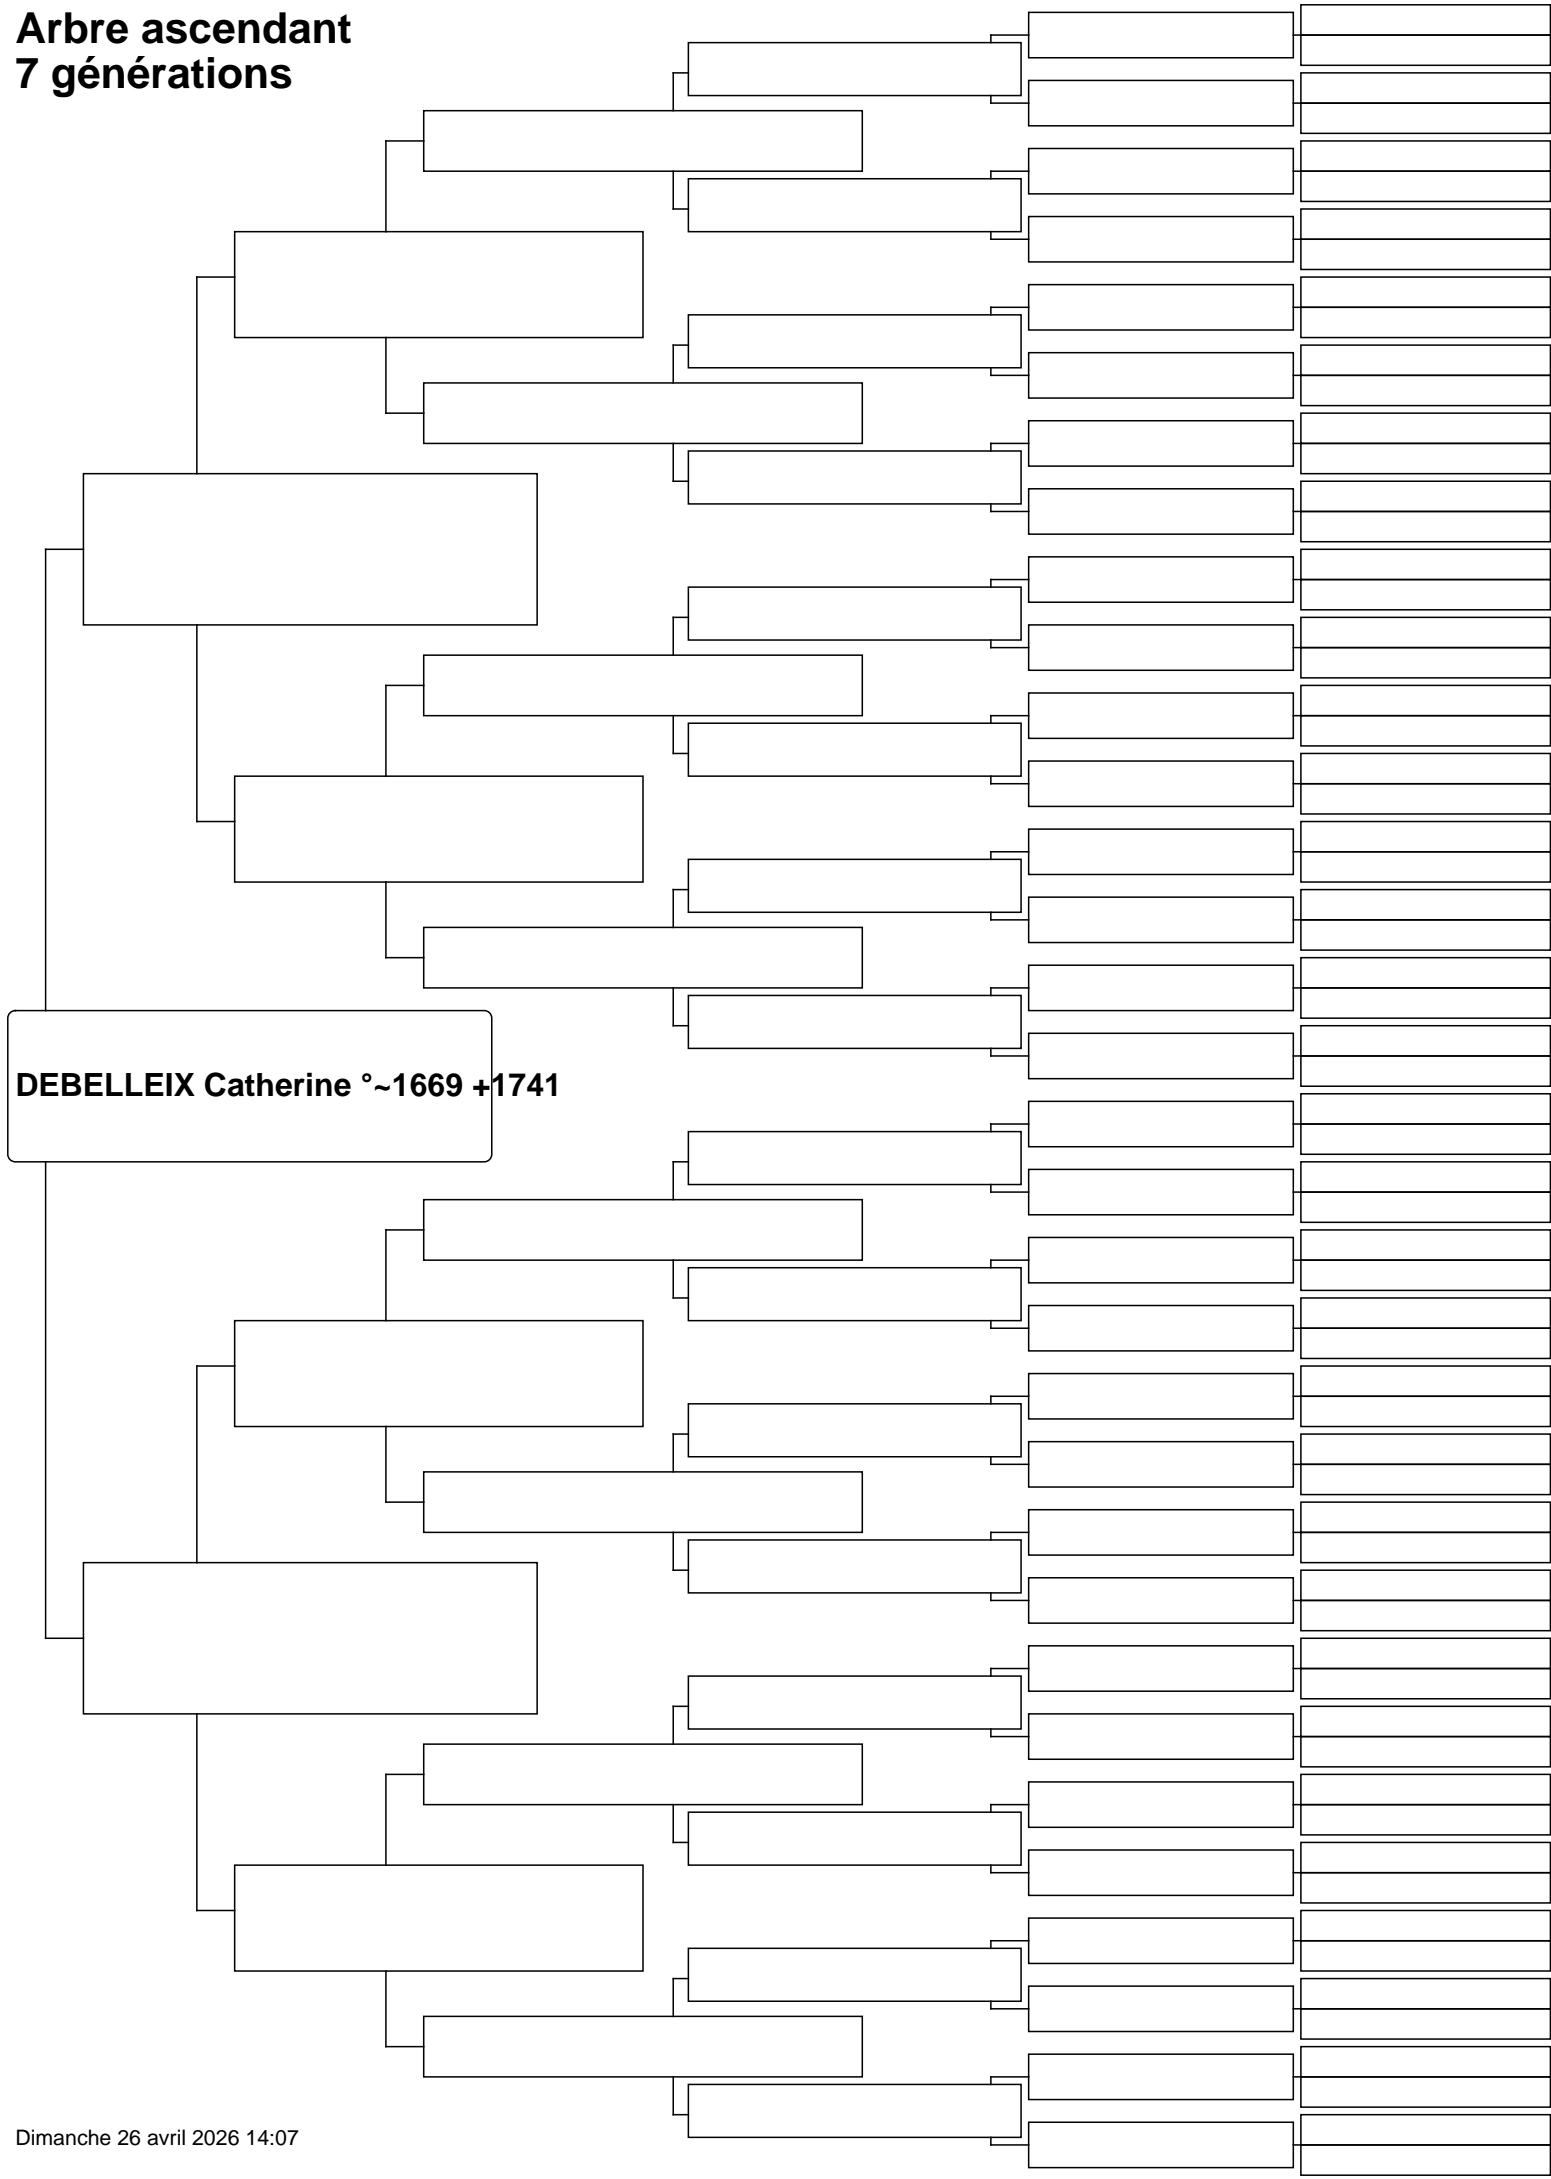 Arbre ascendant
7 générations
DEBELLEIX Catherine °~1669 +1741
Dimanche 26 avril 2026 14:07